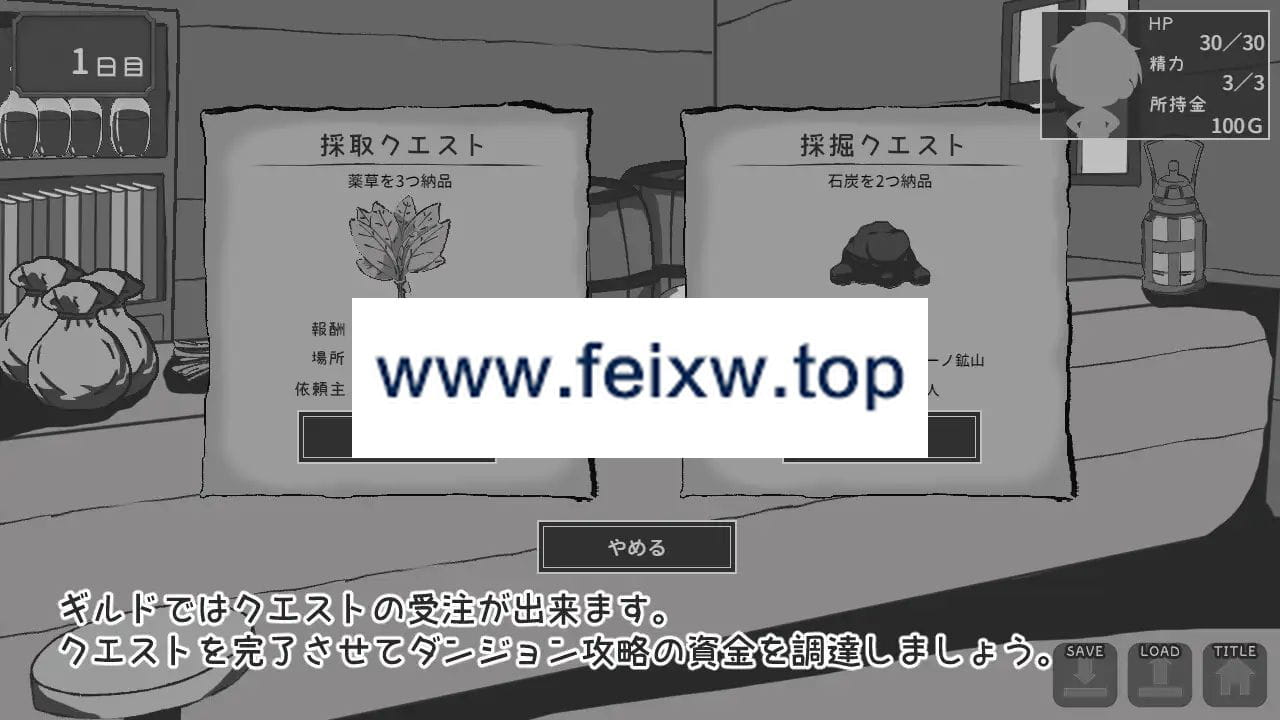 1日目
HP
30/30
精力
3/3
所持金
100G
採取クエスト
薬草を3つ納品
報酬
場所
依頼主
採掘クエスト
石炭を2つ納品
ーノ鉱山
人
www.feixw.top
やめる
ギルドではクエストの受注が出来ます。
クエストを完了させてダンジョン攻略の資金を調達しましょう。
SAVE
LOAD
TITLE